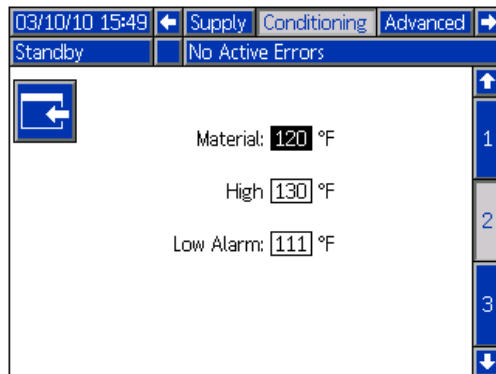 03/10/10 15:49 Supply Conditioning Advanced
Standby No Active Errors
Material: 120 °F
1
High 130 °F
2
Low Alarm: 111 °F
3